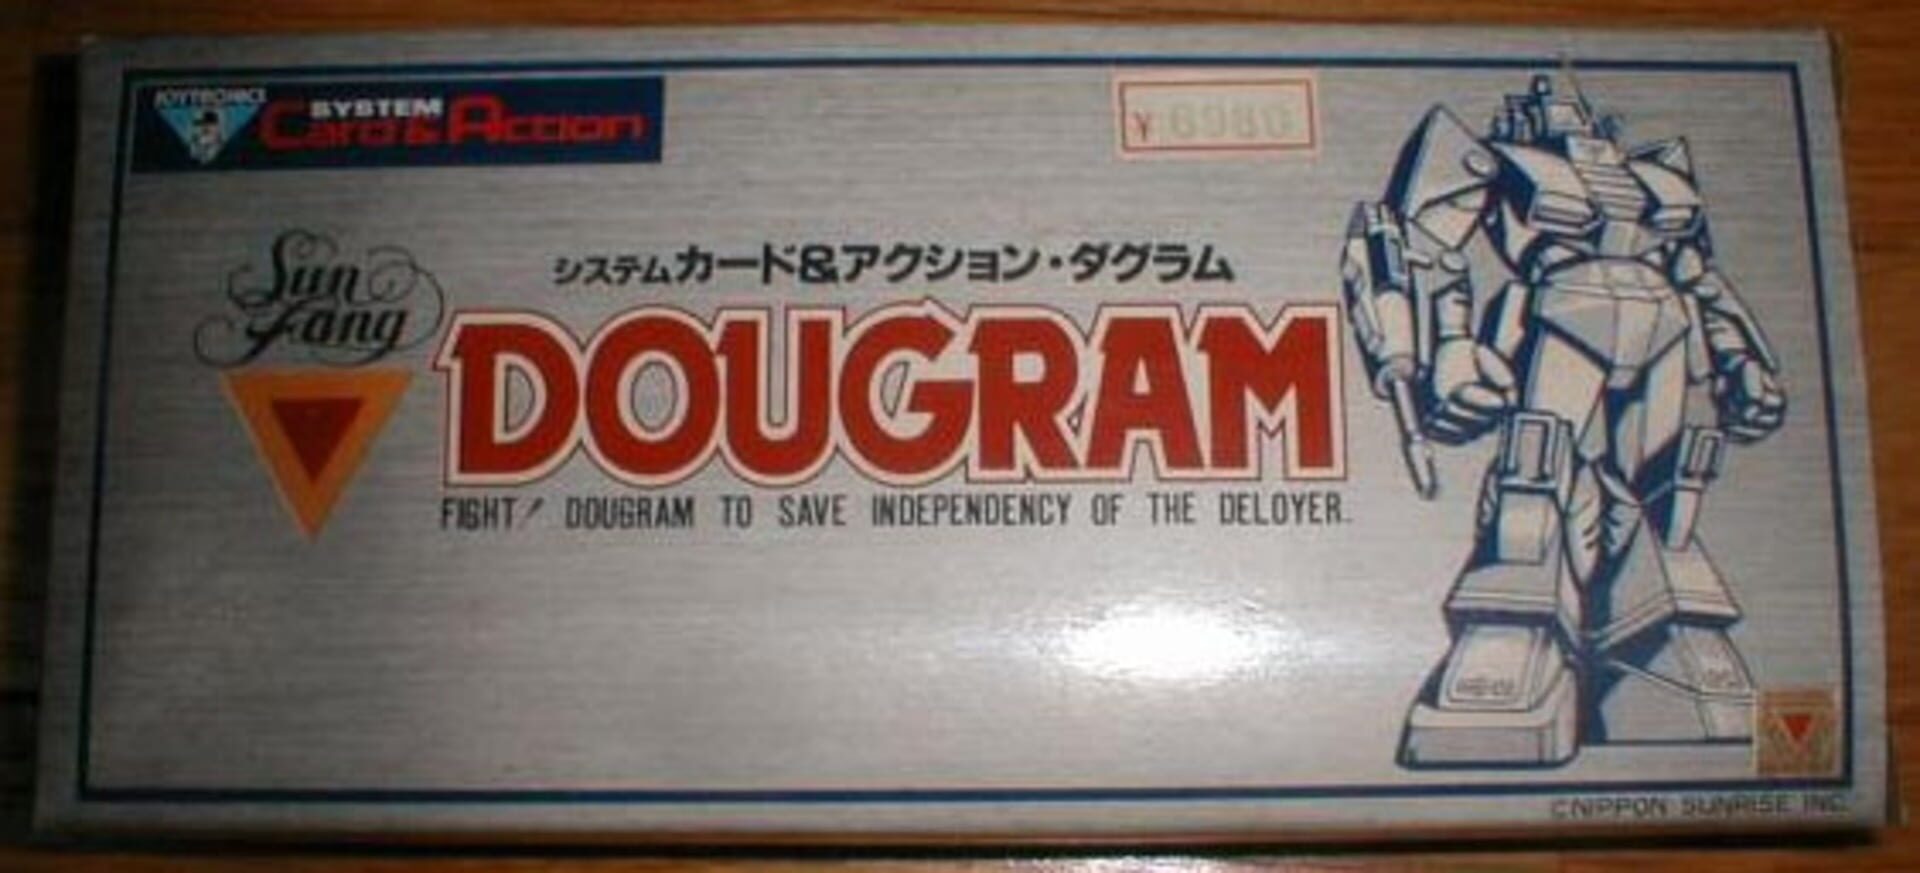 JOYTRONICS
SYSTEM
Card & Action
¥6980
Sun
Fang
システムカード&アクション・ダグラム
DOUGRAM
FIGHT! DOUGRAM TO SAVE INDEPENDENCY OF THE DELOYER.
©NIPPON SUNRISE INC.